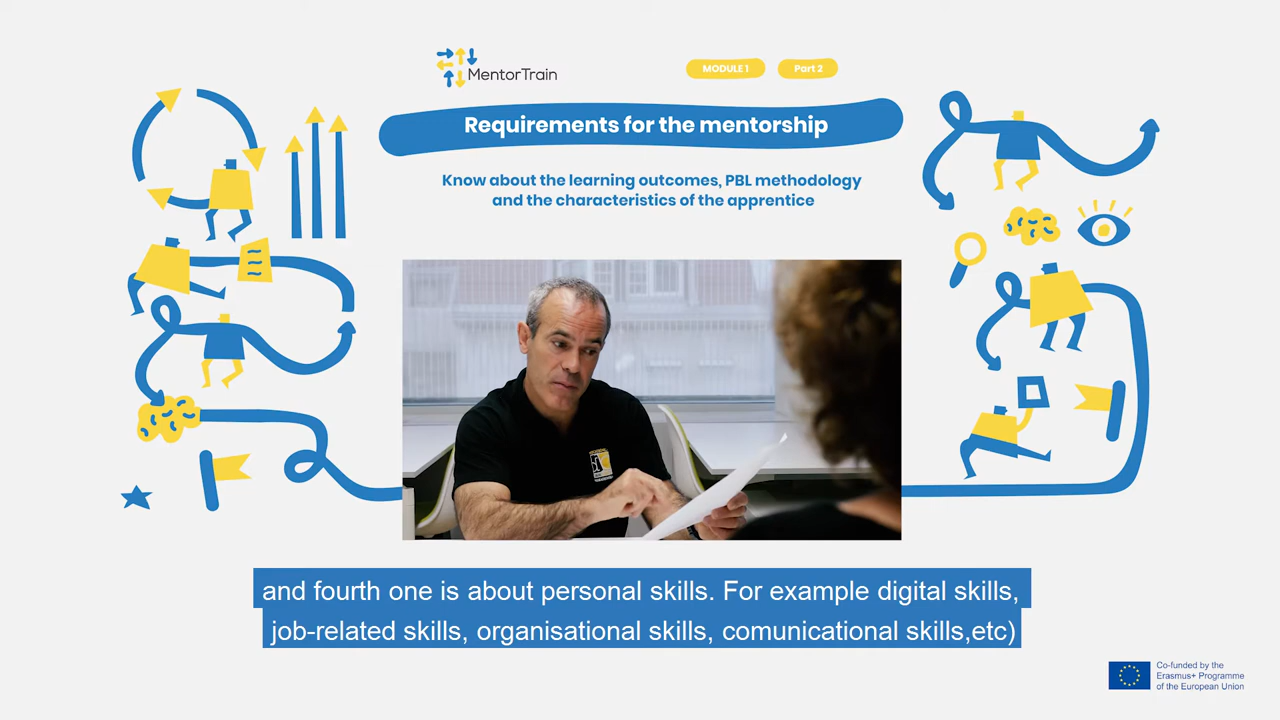 MentorTrain
MODULE 1
Part 2
Requirements for the mentorship
Know about the learning outcomes, PBL methodology
and the characteristics of the apprentice
and fourth one is about personal skills. For example digital skills,
job-related skills, organisational skills, comunicational skills,etc)
Co-funded by the
Erasmus+ Programme
of the European Union